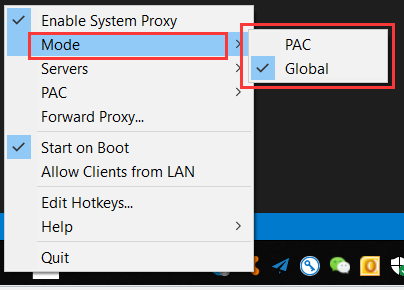 Enable System Proxy
Mode
PAC
Servers
Global
PAC
Forward Proxy...
Start on Boot
Allow Clients from LAN
Edit Hotkeys...
Help
Quit